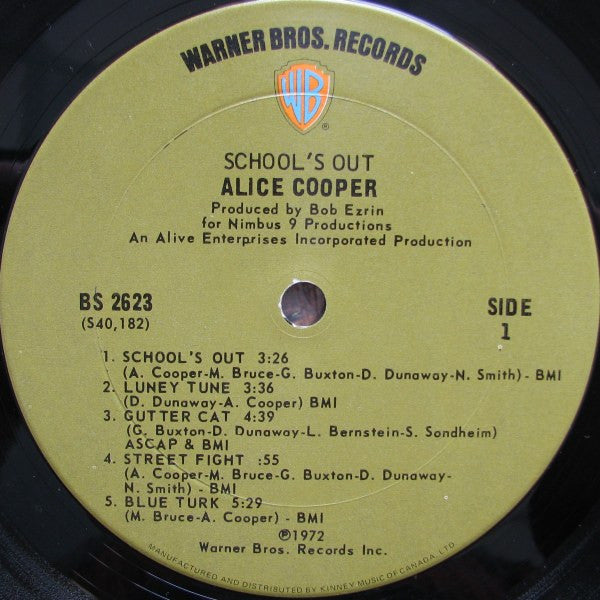 WARNER BROS. RECORDS
WB
®
SCHOOL'S OUT
ALICE COOPER
Produced by Bob Ezrin
for Nimbus 9 Productions
An Alive Enterprises Incorporated Production
BS 2623
(S40,182)
SIDE
1
1. SCHOOL'S OUT 3:26
(A. Cooper-M. Bruce-G. Buxton-D. Dunaway-N. Smith) - BMI
2. LUNEY TUNE 3:36
(D. Dunaway-A. Cooper) BMI
3. GUTTER CAT 4:39
(G. Buxton-D. Dunaway-L. Bernstein-S. Sondheim)
ASCAP & BMI
4. STREET FIGHT :55
(A. Cooper-M. Bruce-G. Buxton-D. Dunaway-
N. Smith) - BMI
5. BLUE TURK 5:29
(M. Bruce-A. Cooper) - BMI
℗1972
Warner Bros. Records Inc.
MANUFACTURED AND DISTRIBUTED BY KINNEY MUSIC OF CANADA, LTD.